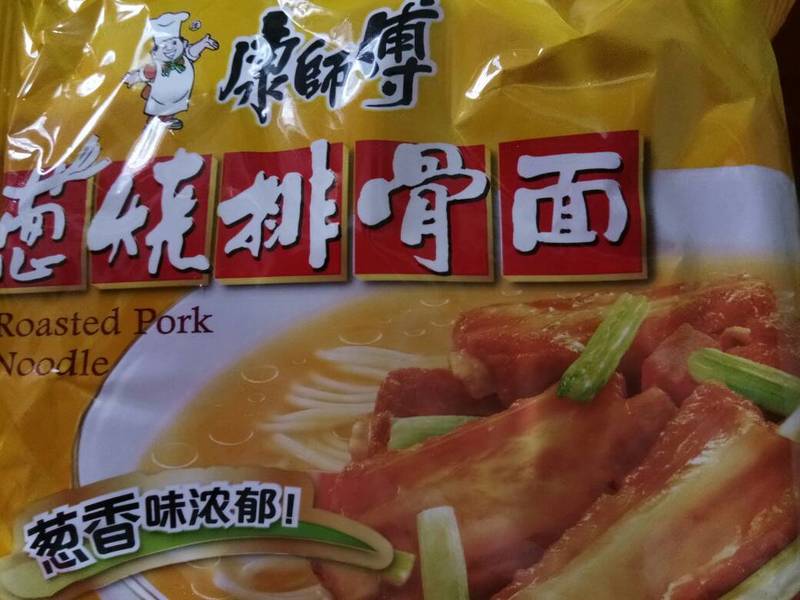 康師傅
葱烧排骨面
Roasted Pork
Noodle
葱香味浓郁!